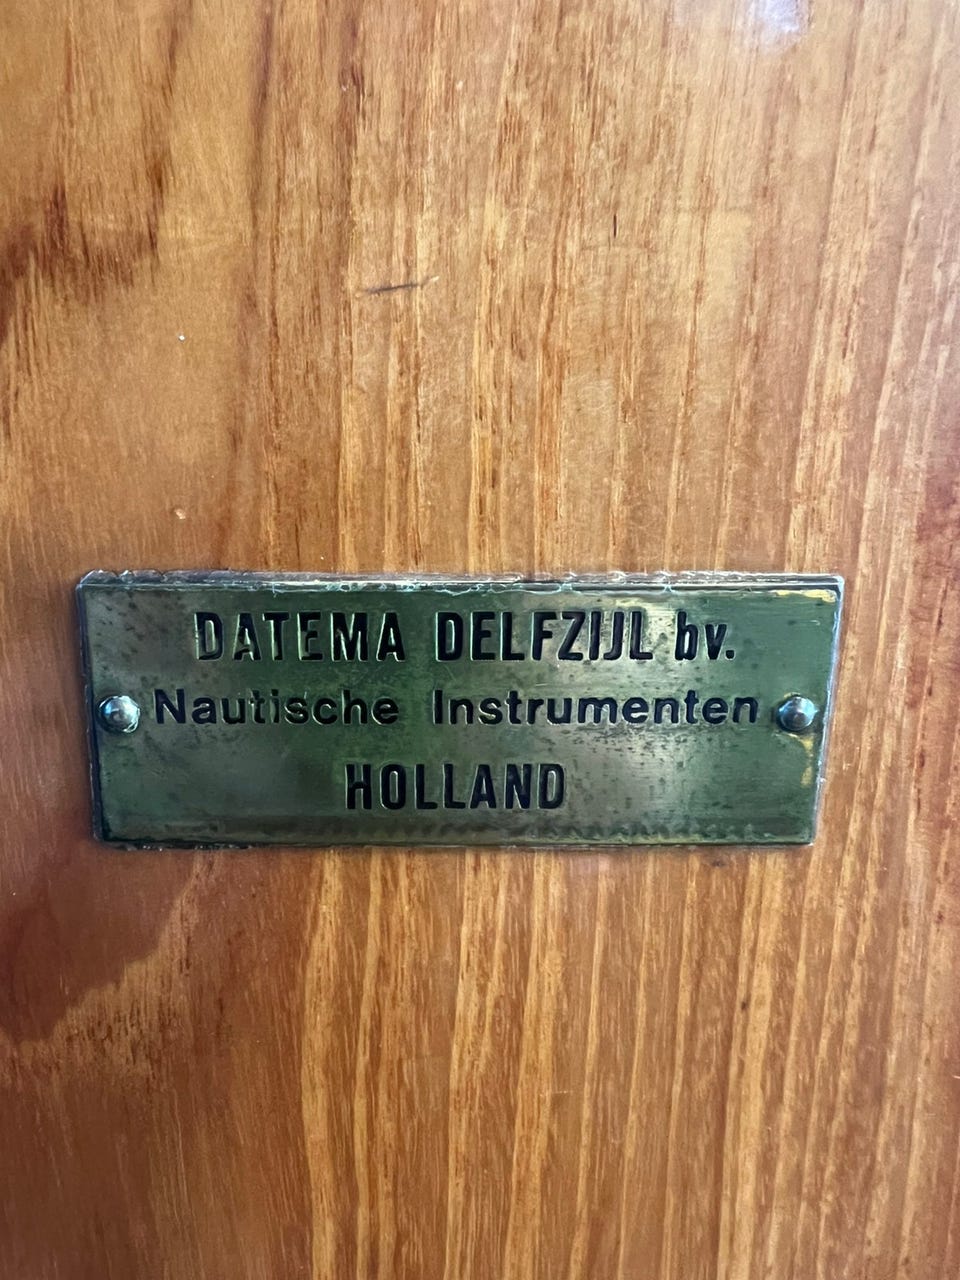 DATEMA DELFZIJL bv.
Nautische Instrumenten
HOLLAND